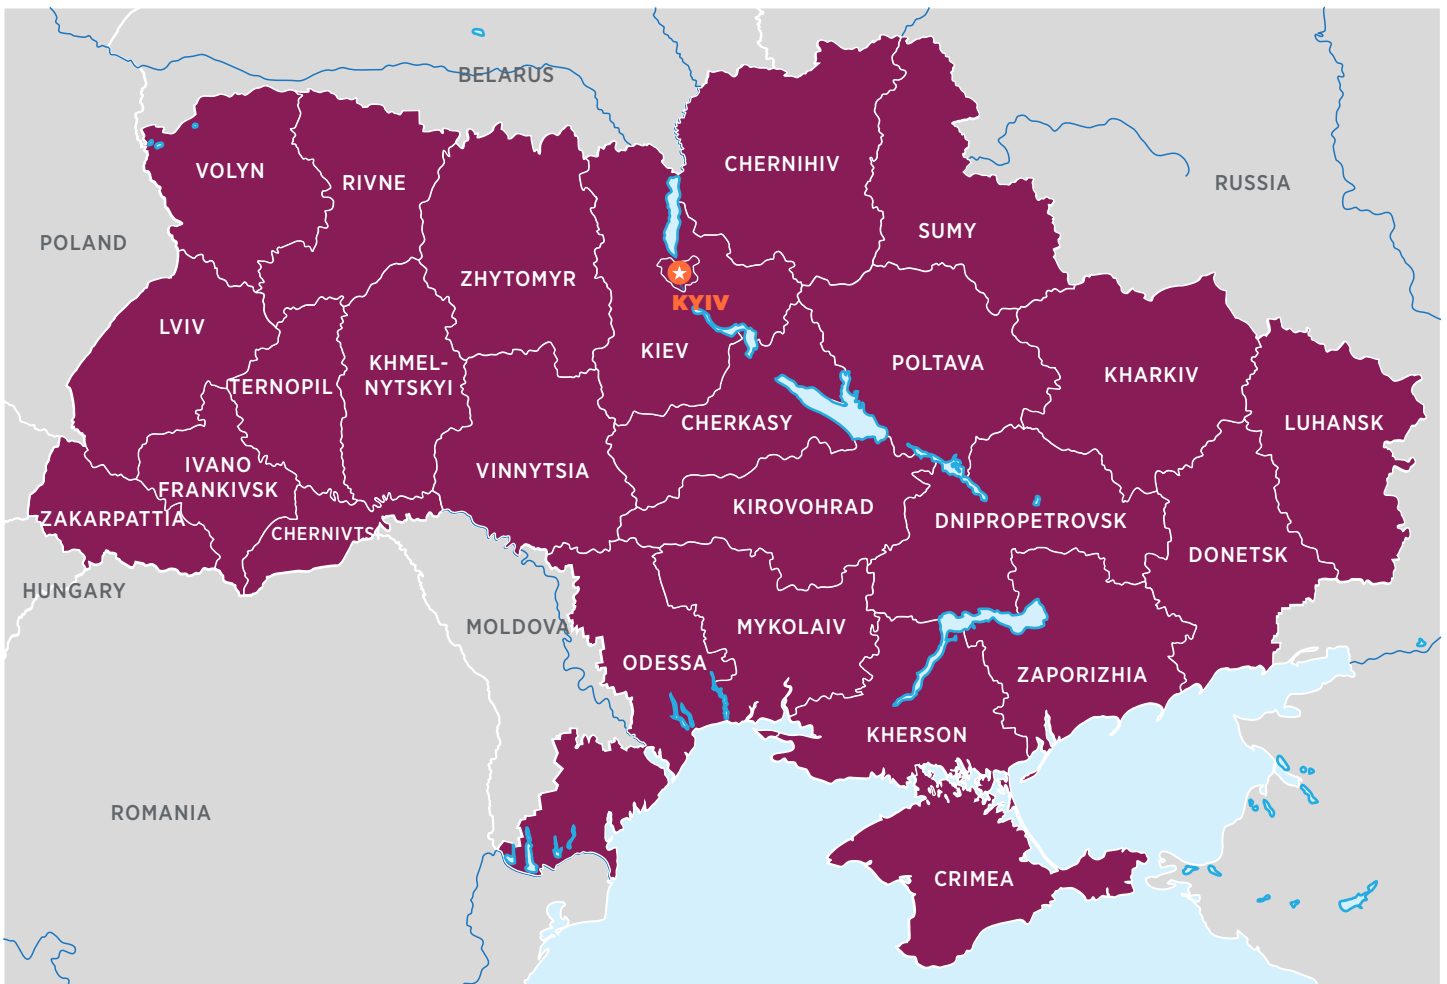 BELARUS
CHERNIHIV
VOLYN
RIVNE
RUSSIA
SUMY
POLAND
ZHYTOMYR
KYIV
LVIV
KIEV
POLTAVA
KHMEL-
NYTSKYI
KHARKIV
TERNOPIL
CHERKASY
LUHANSK
IVANO
FRANKIVSK
VINNYTSIA
KIROVOHRAD
ZAKARPATTIA
DNIPROPETROVSK
CHERNIVTSI
DONETSK
HUNGARY
MOLDOVA
MYKOLAIV
ODESSA
ZAPORIZHIA
KHERSON
ROMANIA
CRIMEA